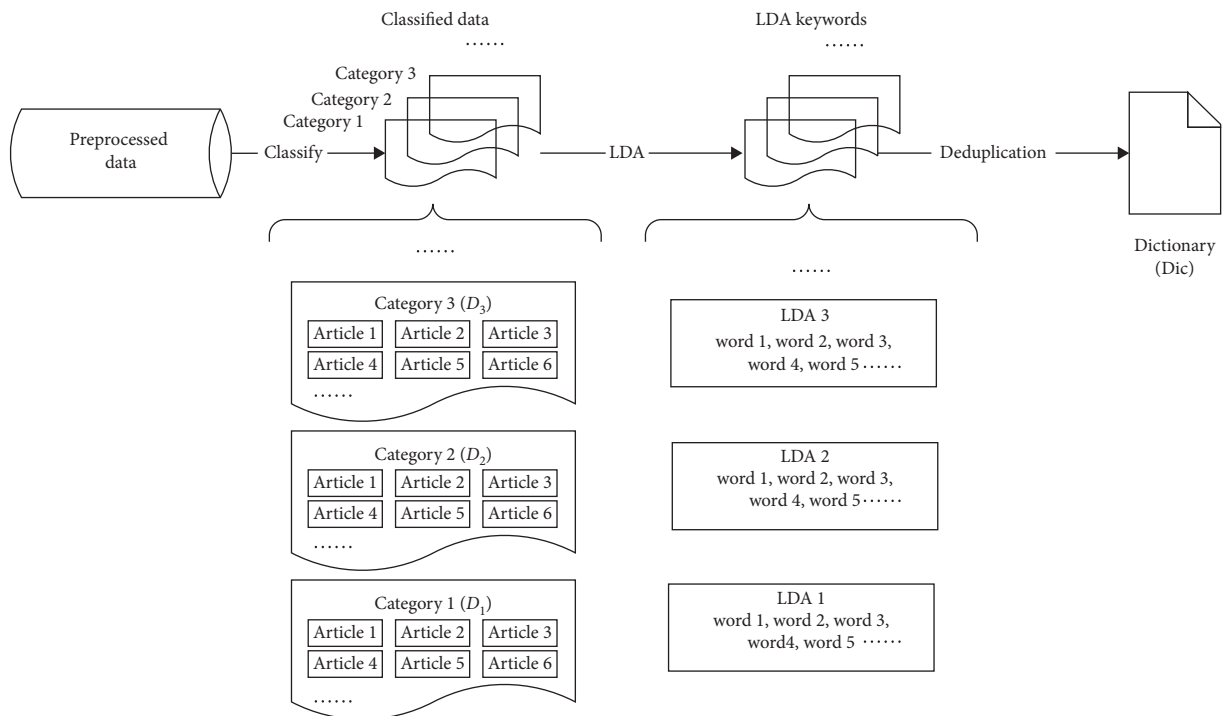 Classified data
……
LDA keywords
……
Category 3
Category 2
Category 1
Preprocessed
data
Classify
LDA
Deduplication
Dictionary
(Dic)
……
Category 3 (D₃)
Article 1 Article 2 Article 3
Article 4 Article 5 Article 6
……
Category 2 (D₂)
Article 1 Article 2 Article 3
Article 4 Article 5 Article 6
……
Category 1 (D₁)
Article 1 Article 2 Article 3
Article 4 Article 5 Article 6
……
……
LDA 3
word 1, word 2, word 3,
word 4, word 5 ……
LDA 2
word 1, word 2, word 3,
word 4, word 5 ……
LDA 1
word 1, word 2, word 3,
word4, word 5 ……